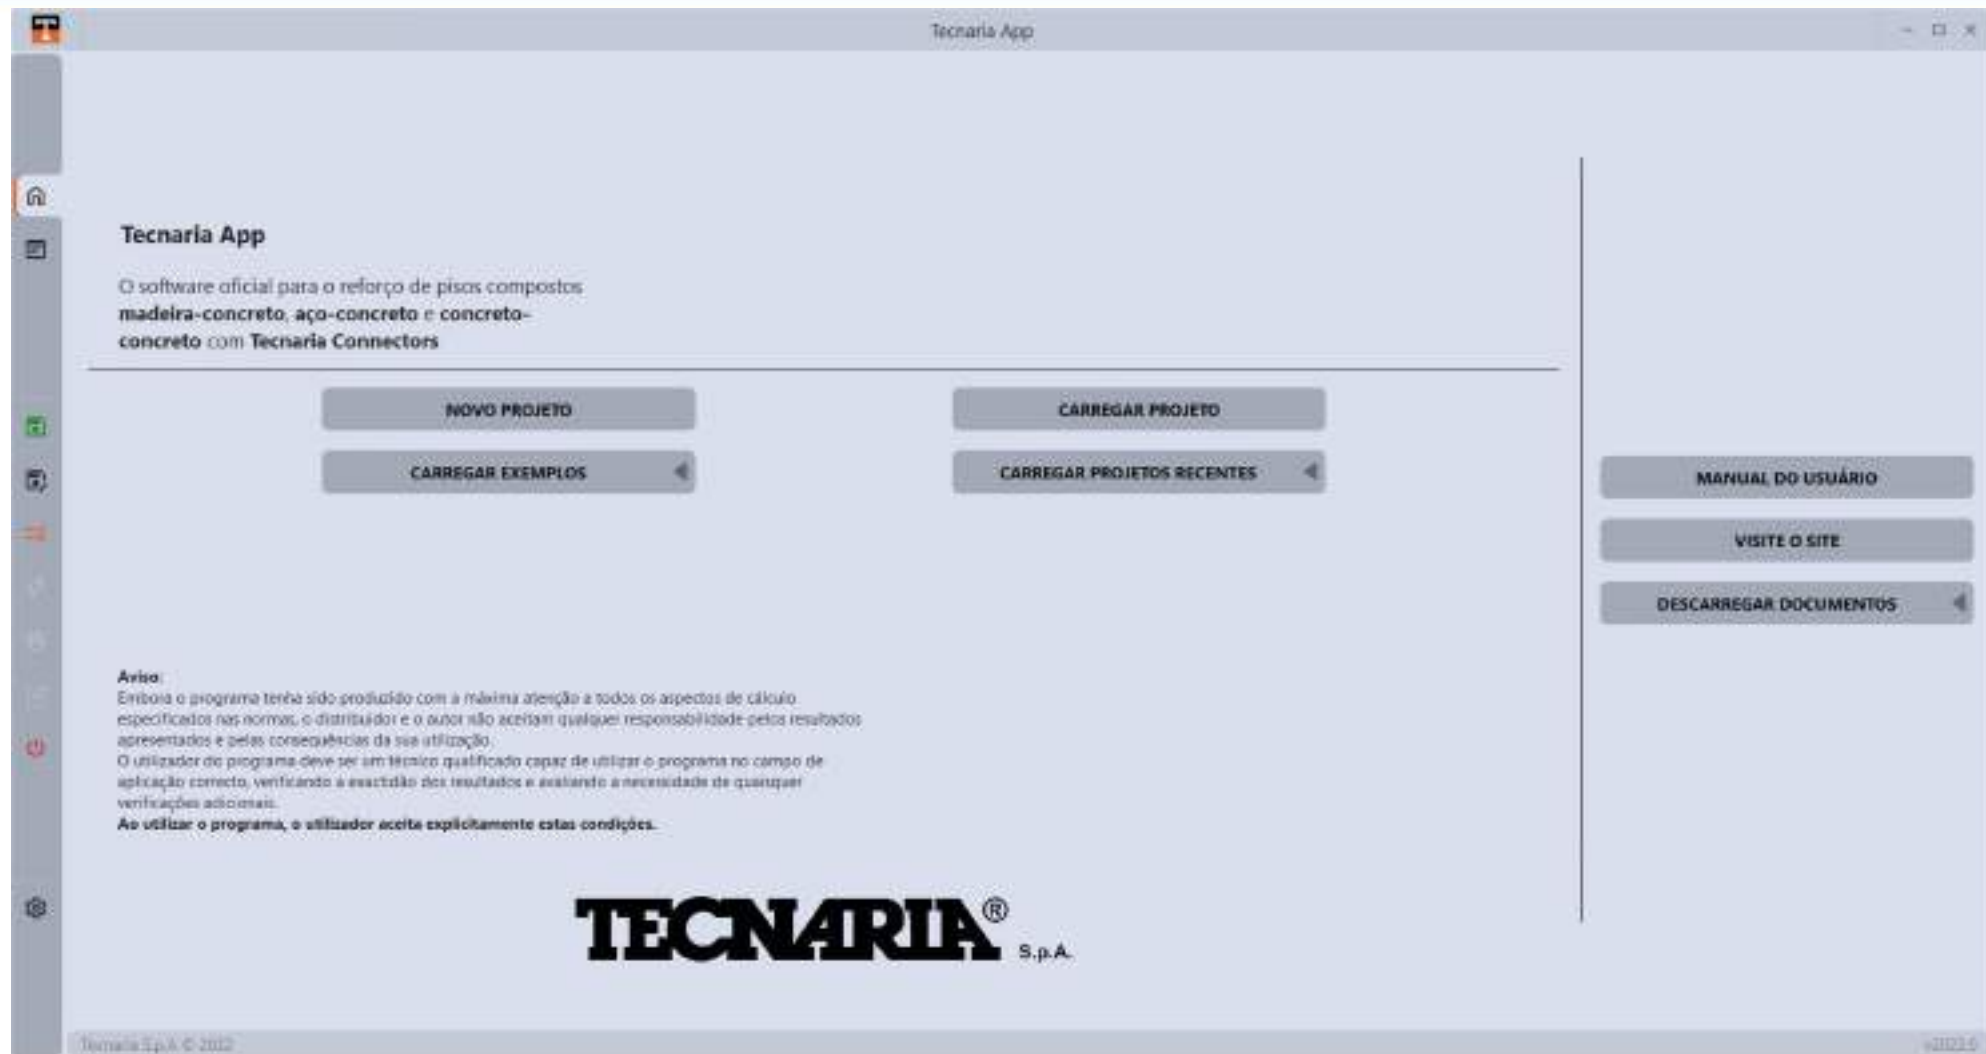 Tecnaria App
Tecnaria App
O software oficial para o reforço de pisos compostos
madeira-concreto, aço-concreto e concreto-
concreto com Tecnaria Connectors
NOVO PROJETO
CARREGAR PROJETO
CARREGAR EXEMPLOS
CARREGAR PROJETOS RECENTES
MANUAL DO USUÁRIO
VISITE O SITE
DESCARREGAR DOCUMENTOS
Aviso:
Embora o programa tenha sido produzido com a máxima atenção a todos os aspectos de cálculo
especificados nas normas, o distribuidor e o autor não aceitam qualquer responsabilidade pelos resultados
apresentados e pelas consequências da sua utilização.
O utilizador do programa deve ser um técnico qualificado capaz de utilizar o programa no campo de
aplicação correcto, verificando a exactidão dos resultados e avaliando a necessidade de quaisquer
verificações adicionais.
Ao utilizar o programa, o utilizador aceita explicitamente estas condições.
TECNARIA® S.p.A.
Tecnaria S.p.A. © 2022